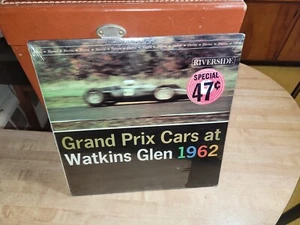 RIVERSIDE
SPECIAL
47¢
Grand Prix Cars at
Watkins Glen 1962